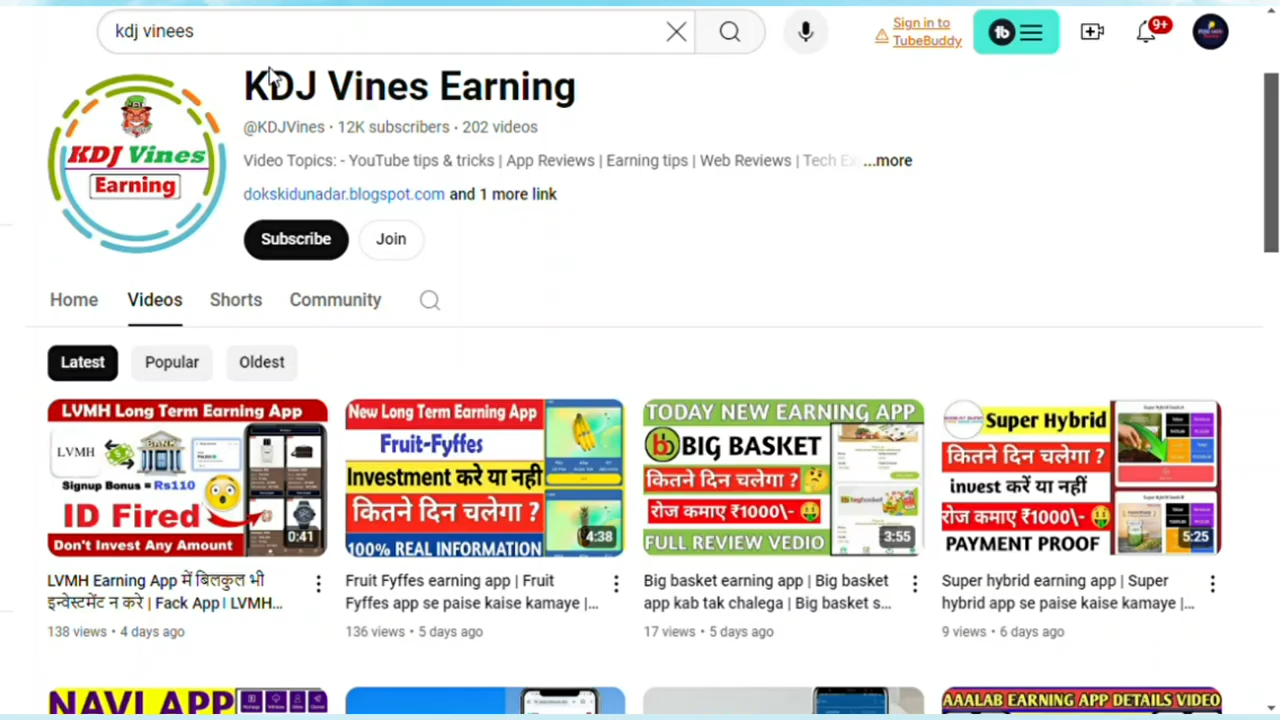 kdj vinees
Sign in to
TubeBuddy
9+
KDJ Vines Earning
@KDJVines · 12K subscribers · 202 videos
Video Topics: - YouTube tips & tricks | App Reviews | Earning tips | Web Reviews | Tech Ex ...more
dokskidunadar.blogspot.com and 1 more link
Subscribe
Join
KDJ Vines
Earning
Home Videos Shorts Community
Latest Popular Oldest
LVMH Long Term Earning App
LVMH
BANK
Signup Bonus = Rs110
ID Fired
Don't Invest Any Amount
0:41
New Long Term Earning App
Fruit-Fyffes
Investment करे या नही
कितने दिन चलेगा ?
100% REAL INFORMATION
4:38
TODAY NEW EARNING APP
BIG BASKET
कितने दिन चलेगा ?
रोज कमाए ₹1000\-
FULL REVIEW VEDIO
bigbasket
3:55
Super Hybrid
कितने दिन चलेगा ?
invest करें या नहीं
रोज कमाए ₹1000\-
PAYMENT PROOF
5:25
LVMH Earning App में बिलकुल भी
इन्वेस्टमेंट न करे | Fack App। LVMH...
138 views • 4 days ago
Fruit Fyffes earning app | Fruit
Fyffes app se paise kaise kamaye |...
136 views • 5 days ago
Big basket earning app | Big basket
app kab tak chalega | Big basket s...
17 views • 5 days ago
Super hybrid earning app | Super
hybrid app se paise kaise kamaye |...
9 views • 6 days ago
NAVI APP
AAALAB EARNING APP DETAILS VIDEO